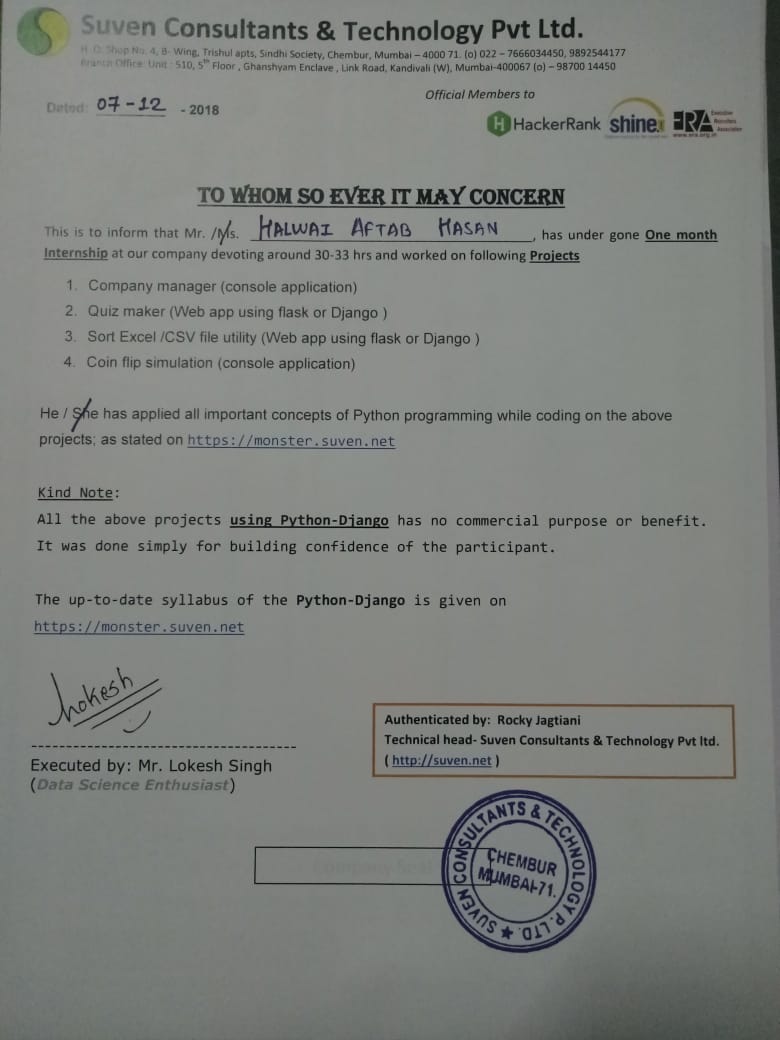 Suven Consultants & Technology Pvt Ltd.
H. O. Shop No. 4, B- Wing, Trishul apts, Sindhi Society, Chembur, Mumbai – 4000 71. (o) 022 – 7666034450, 9892544177
Branch Office: Unit : 510, 5th Floor , Ghanshyam Enclave , Link Road, Kandivali (W), Mumbai-400067 (o) – 98700 14450
Official Members to
Dated: 07-12 - 2018
H HackerRank shine ERA Executive Recruiters Association
www.era.org.in
TO WHOM SO EVER IT MAY CONCERN
This is to inform that Mr. /Ms. HALWAI AFTAB HASAN , has under gone One month
Internship at our company devoting around 30-33 hrs and worked on following Projects
1. Company manager (console application)
2. Quiz maker (Web app using flask or Django )
3. Sort Excel /CSV file utility (Web app using flask or Django )
4. Coin flip simulation (console application)
He / She has applied all important concepts of Python programming while coding on the above
projects; as stated on https://monster.suven.net
Kind Note:
All the above projects using Python-Django has no commercial purpose or benefit.
It was done simply for building confidence of the participant.
The up-to-date syllabus of the Python-Django is given on
https://monster.suven.net
Lokesh
Executed by: Mr. Lokesh Singh
(Data Science Enthusiast)
Authenticated by: Rocky Jagtiani
Technical head- Suven Consultants & Technology Pvt ltd.
( http://suven.net )
Company Seal
SUVEN CONSULTANTS & TECHNOLOGY P. LTD. ★
CHEMBUR
MUMBAI-71.